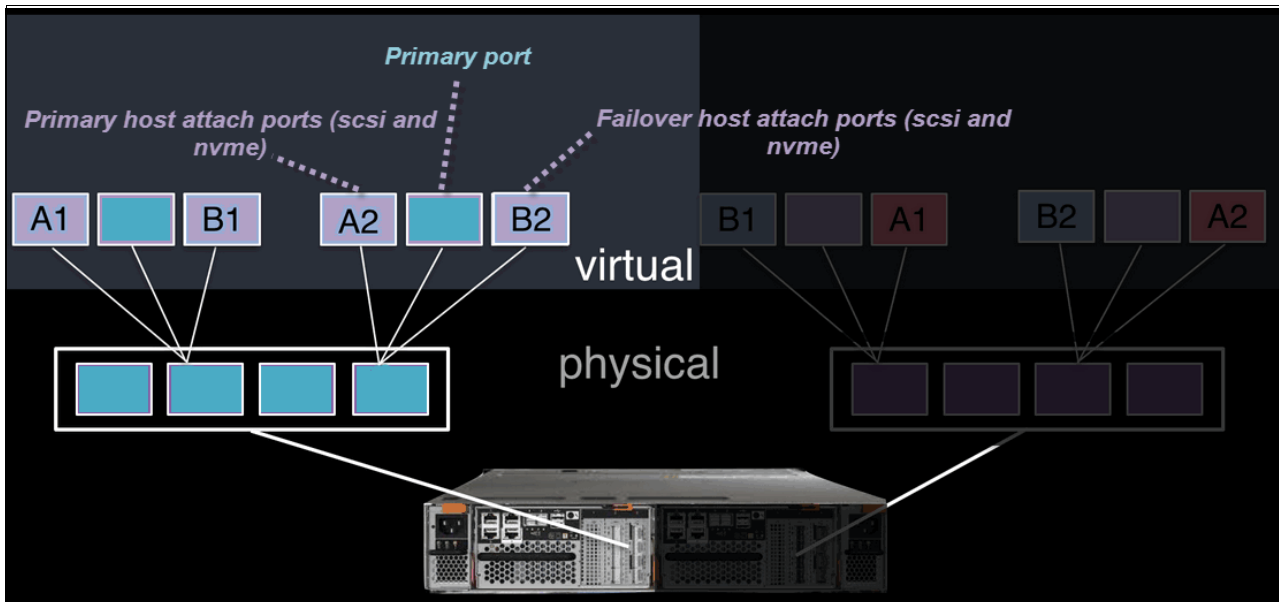 Primary port
Primary host attach ports (scsi and
nvme)
Failover host attach ports (scsi and
nvme)
A1
B1
A2
B2
B1
A1
B2
A2
virtual
physical